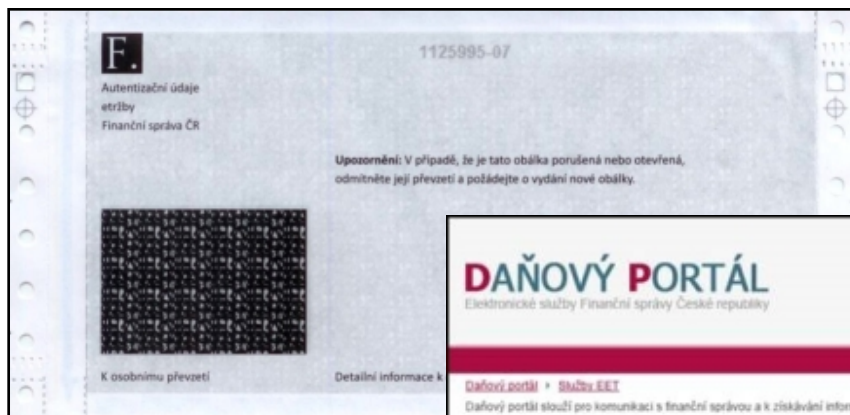 F.
1125995-07
Autentizační údaje
etržby
Finanční správa ČR
Upozornění: V případě, že je tato obálka porušená nebo otevřená,
odmítněte její převzetí a požádejte o vydání nové obálky.
K osobnímu převzetí
Detailní informace k
DAŇOVÝ PORTÁL
Elektronické služby Finanční správy České republiky
Daňový portál › Služby EET
Daňový portál slouží pro komunikaci s finanční správou a k získávání